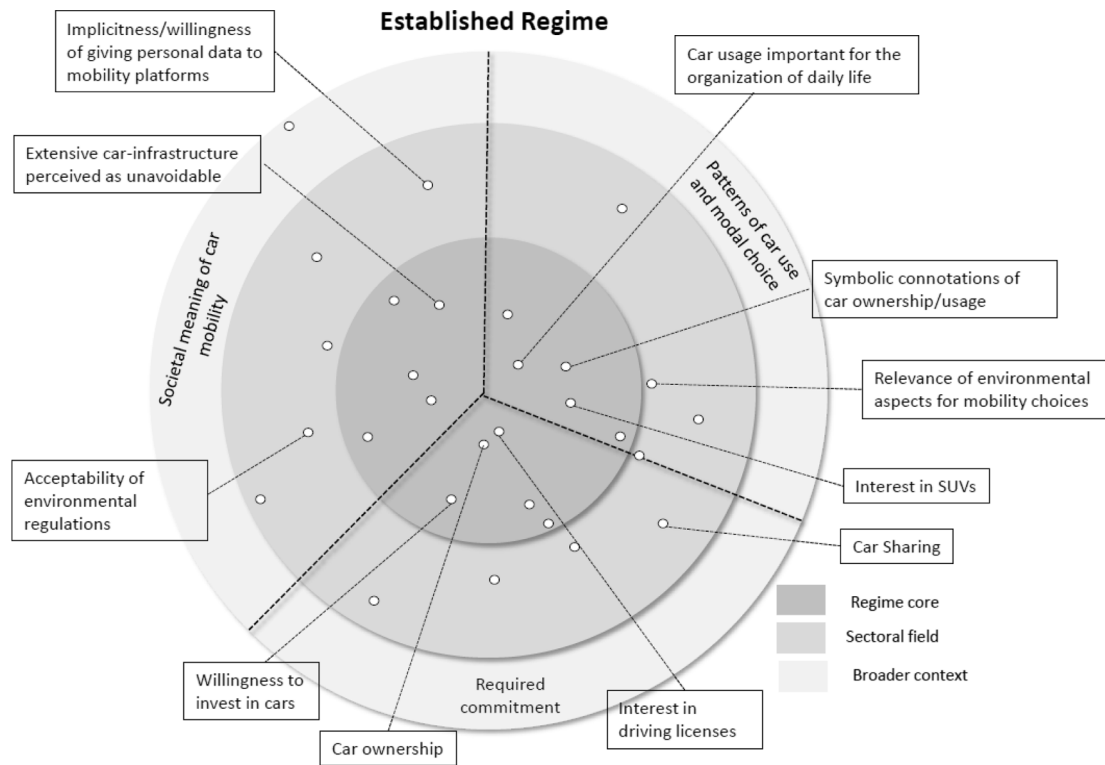 Established Regime
Implicitness/willingness
of giving personal data to
mobility platforms
Car usage important for the
organization of daily life
Extensive car-infrastructure
perceived as unavoidable
Patterns of car use
and modal choice
Societal meaning of car
mobility
Symbolic connotations of
car ownership/usage
Relevance of environmental
aspects for mobility choices
Acceptability of
environmental
regulations
Interest in SUVs
Car Sharing
Regime core
Sectoral field
Broader context
Willingness to
invest in cars
Required
commitment
Interest in
driving licenses
Car ownership